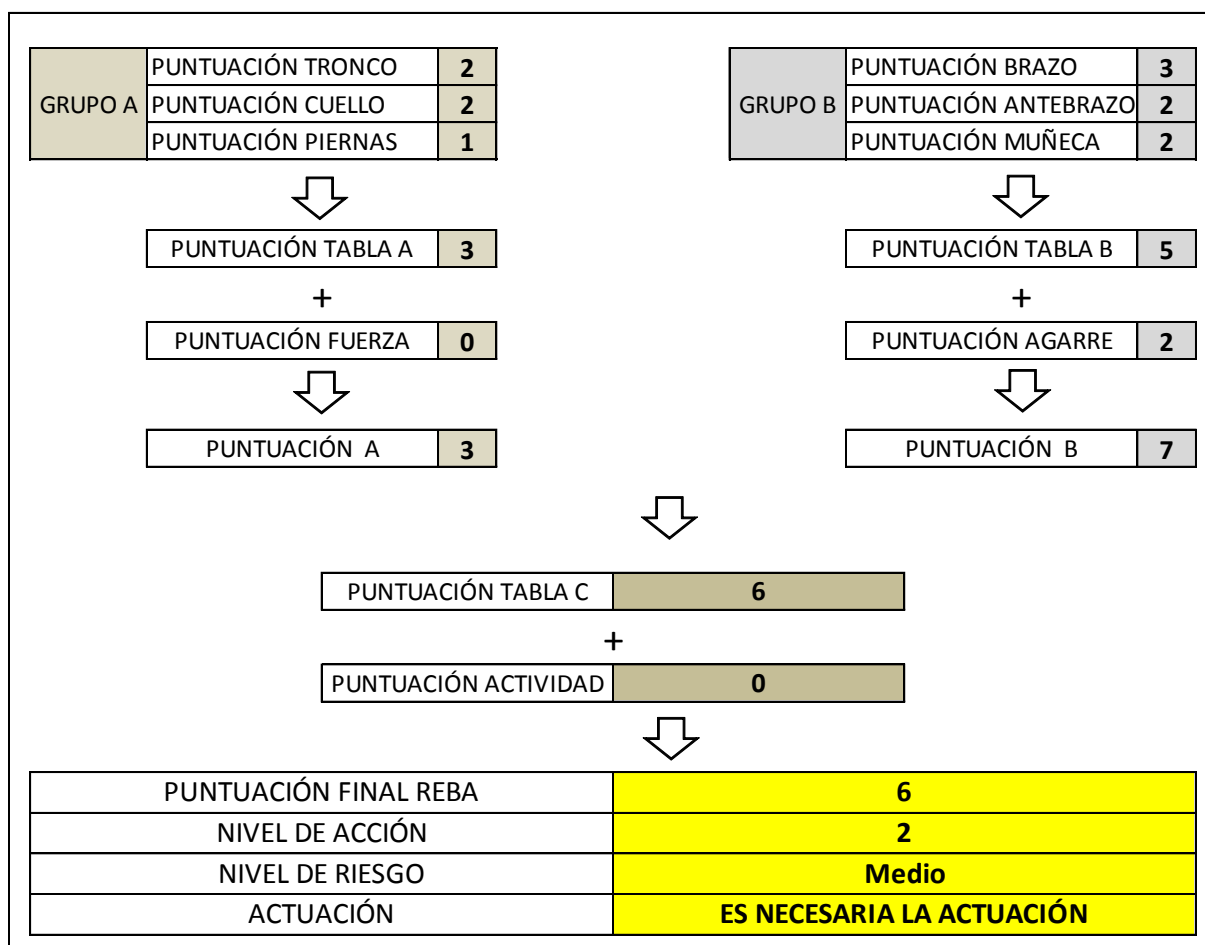 GRUPO A
PUNTUACIÓN TRONCO 2
PUNTUACIÓN CUELLO 2
PUNTUACIÓN PIERNAS 1
GRUPO B
PUNTUACIÓN BRAZO 3
PUNTUACIÓN ANTEBRAZO 2
PUNTUACIÓN MUÑECA 2
PUNTUACIÓN TABLA A 3
+
PUNTUACIÓN FUERZA 0
PUNTUACIÓN A 3
PUNTUACIÓN TABLA B 5
+
PUNTUACIÓN AGARRE 2
PUNTUACIÓN B 7
PUNTUACIÓN TABLA C 6
+
PUNTUACIÓN ACTIVIDAD 0
PUNTUACIÓN FINAL REBA 6
NIVEL DE ACCIÓN 2
NIVEL DE RIESGO Medio
ACTUACIÓN ES NECESARIA LA ACTUACIÓN